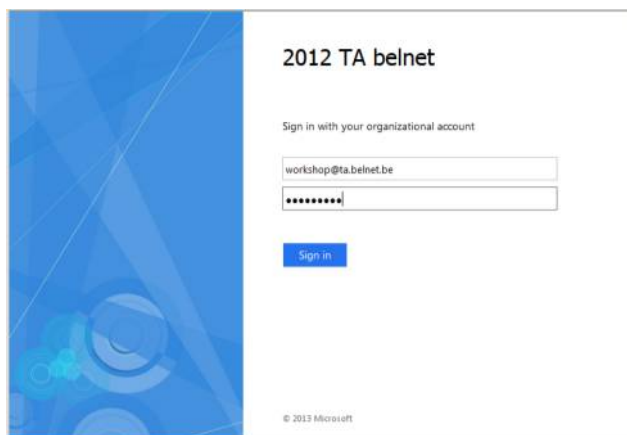 2012 TA belnet
Sign in with your organizational account
workshop@ta.belnet.be
•••••••••
Sign in
© 2013 Microsoft